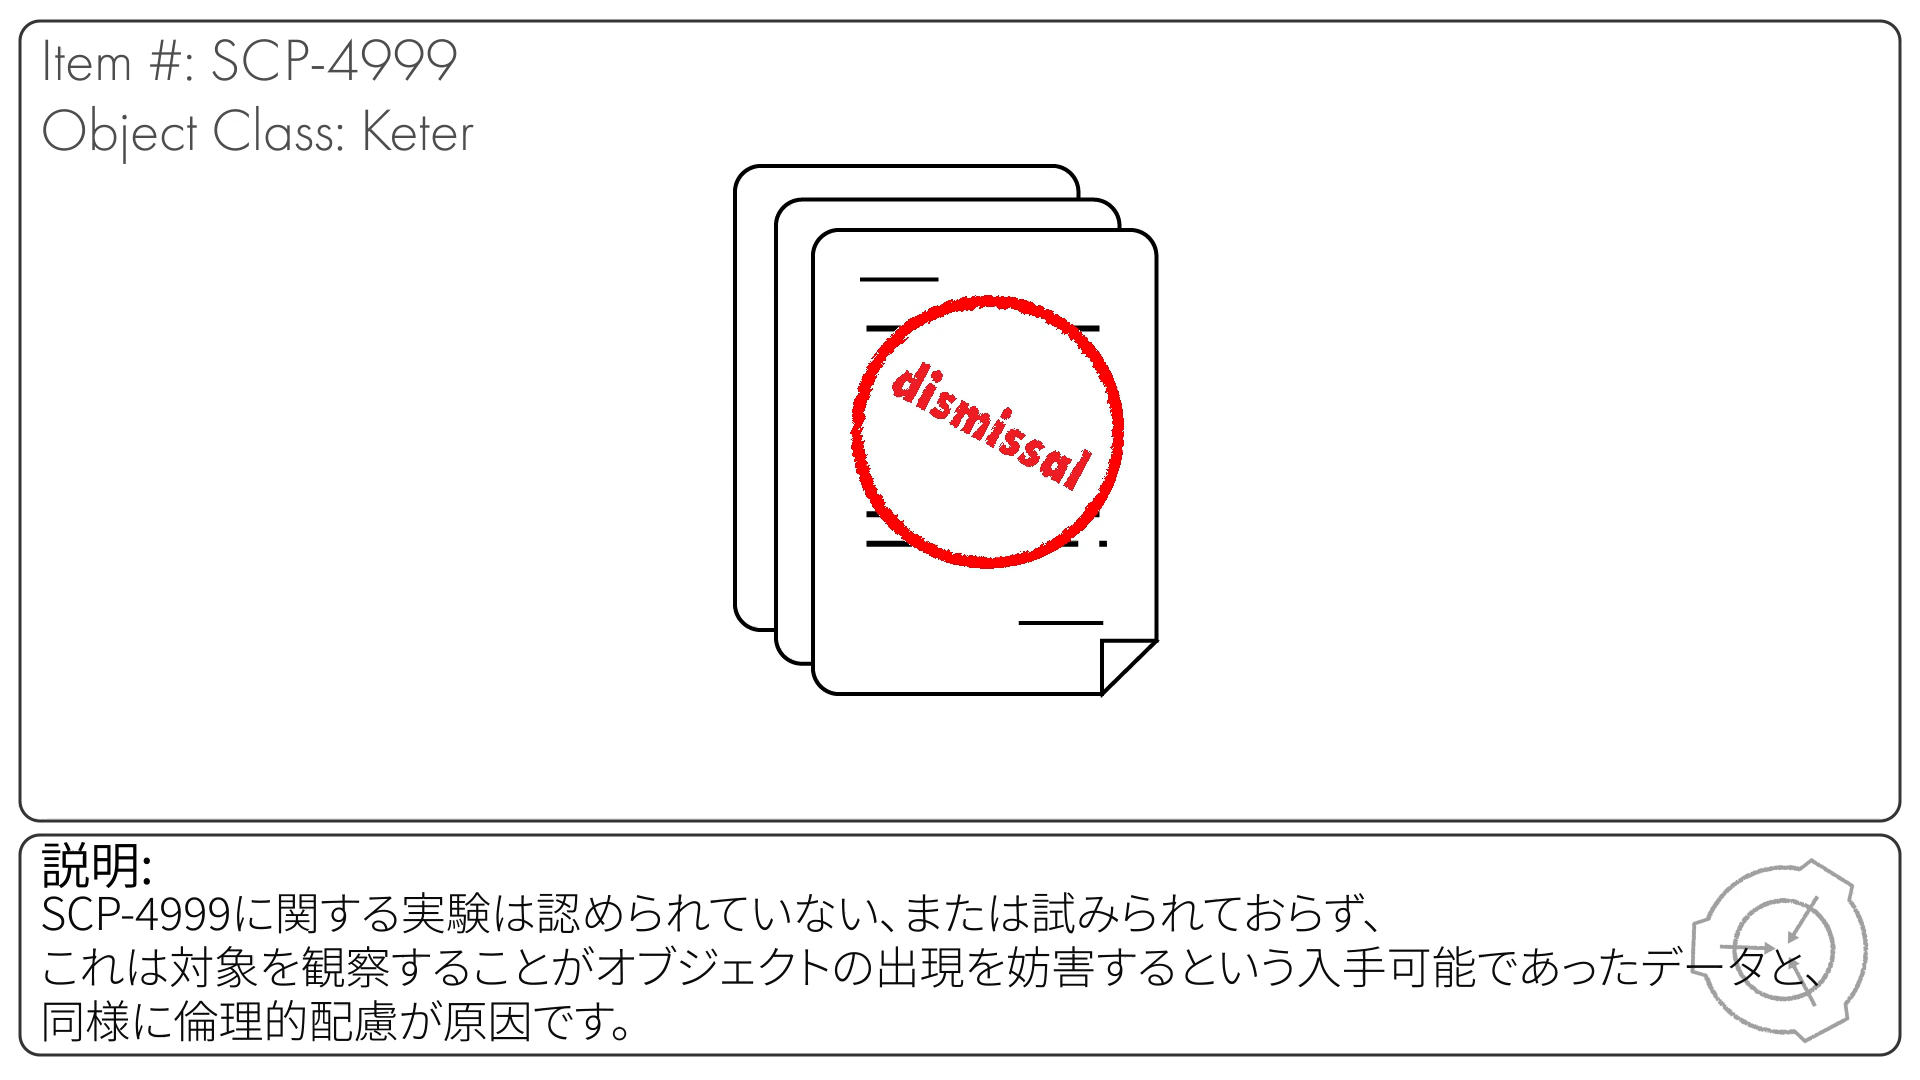 Item #: SCP-4999
Object Class: Keter
dismissal
説明:
SCP-4999に関する実験は認められていない、または試みられておらず、
これは対象を観察することがオブジェクトの出現を妨害するという入手可能であったデータと、
同様に倫理的配慮が原因です。